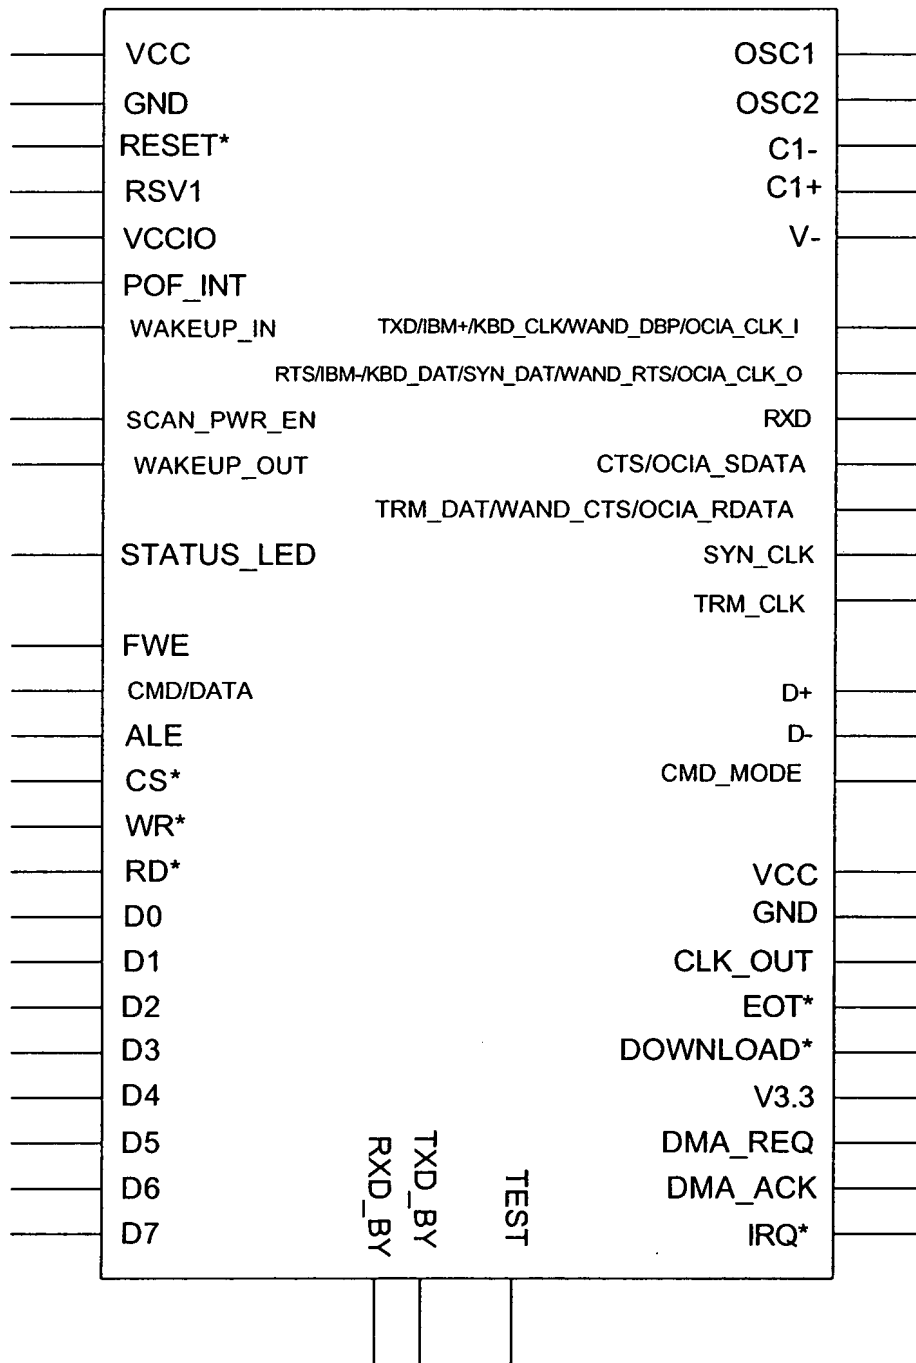 VCC OSC1
GND OSC2
RESET* C1-
RSV1 C1+
VCCIO V-
POF_INT
WAKEUP_IN TXD/IBM+/KBD_CLK/WAND_DBP/OCIA_CLK_I
RTS/IBM-/KBD_DAT/SYN_DAT/WAND_RTS/OCIA_CLK_O
SCAN_PWR_EN RXD
WAKEUP_OUT CTS/OCIA_SDATA
TRM_DAT/WAND_CTS/OCIA_RDATA
STATUS_LED SYN_CLK
TRM_CLK
FWE
CMD/DATA D+
ALE D-
CS* CMD_MODE
WR*
RD* VCC
D0 GND
D1 CLK_OUT
D2 EOT*
D3 DOWNLOAD*
D4 V3.3
D5 DMA_REQ
D6 DMA_ACK
D7 IRQ*
RXD_BY
TXD_BY
TEST